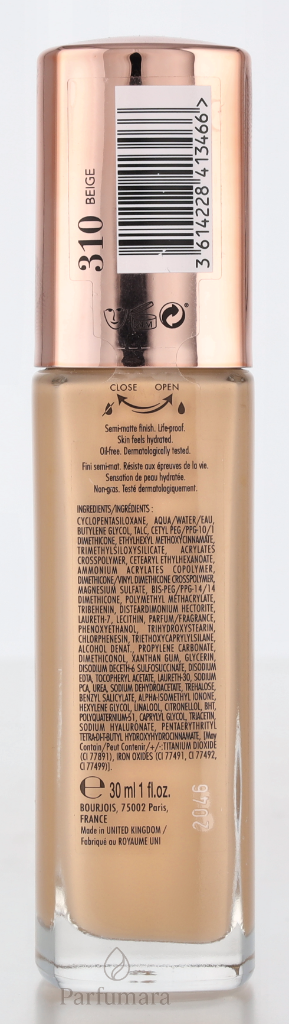 310 BEIGE
3 614228 413466>
CLOSE OPEN
Semi-matte finish. Life-proof.
Skin feels hydrated.
Oil-free. Dermatologically tested.
Fini semi-mat. Résiste aux épreuves de la vie.
Sensation de peau hydratée.
Non-gras. Testé dermatologiquement.
INGREDIENTS/INGRÉDIENTS :
CYCLOPENTASILOXANE, AQUA/WATER/EAU,
BUTYLENE GLYCOL, TALC, CETYL PEG/PPG-10/1
DIMETHICONE, ETHYLHEXYL METHOXYCINNAMATE,
TRIMETHYLSILOXYSILICATE, ACRYLATES
CROSSPOLYMER, CETEARYL ETHYLHEXANOATE,
AMMONIUM ACRYLATES COPOLYMER,
DIMETHICONE/VINYL DIMETHICONE CROSSPOLYMER,
MAGNESIUM SULFATE, BIS-PEG/PPG-14/14
DIMETHICONE, POLYMETHYL METHACRYLATE,
TRIBEHENIN, DISTEARDIMONIUM HECTORITE,
LAURETH-7, LECITHIN, PARFUM/FRAGRANCE,
PHENOXYETHANOL, TRIHYDROXYSTEARIN,
CHLORPHENESIN, TRIETHOXYCAPRYLYLSILANE,
ALCOHOL DENAT., PROPYLENE CARBONATE,
DIMETHICONOL, XANTHAN GUM, GLYCERIN,
DISODIUM DECETH-6 SULFOSUCCINATE, DISODIUM
EDTA, TOCOPHERYL ACETATE, LAURETH-30, SODIUM
PCA, UREA, SODIUM DEHYDROACETATE, TREHALOSE,
BENZYL SALICYLATE, ALPHA-ISOMETHYL IONONE,
HEXYLENE GLYCOL, LINALOOL, CITRONELLOL, BHT,
POLYQUATERNIUM-51, CAPRYLYL GLYCOL, TRIACETIN,
SODIUM HYALURONATE, PENTAERYTHRITYL
TETRA-DI-T-BUTYL HYDROXYHYDROCINNAMATE, [May
Contain/Peut Contenir/+/-:TITANIUM DIOXIDE
(CI 77891), IRON OXIDES (CI 77491, CI 77492,
CI 77499)].
℮ 30 ml 1 fl.oz.
BOURJOIS, 75002 Paris,
FRANCE
Made in UNITED KINGDOM /
Fabriqué au ROYAUME UNI
2046
Parfumara